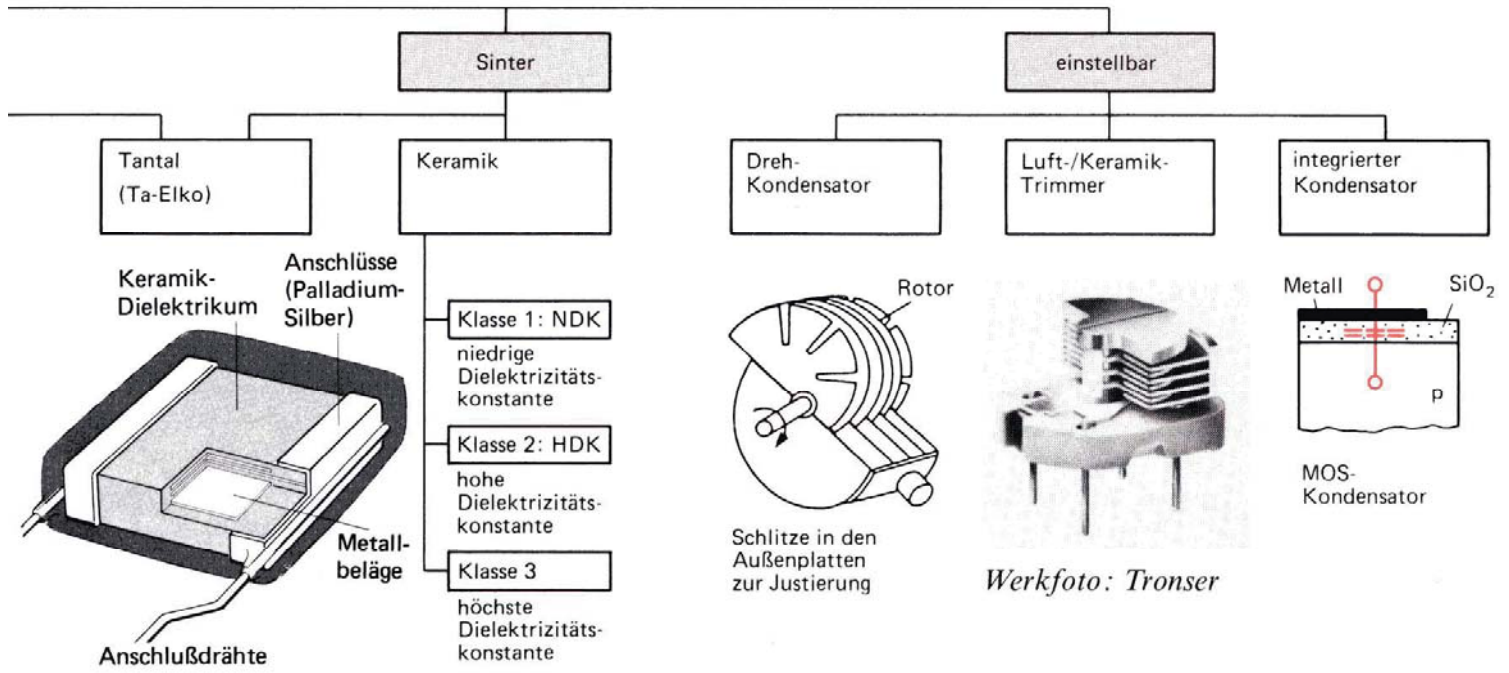 Sinter
einstellbar
Tantal
(Ta-Elko)
Keramik
Dreh-
Kondensator
Luft-/Keramik-
Trimmer
integrierter
Kondensator
Keramik-
Dielektrikum
Anschlüsse
(Palladium-
Silber)
Metall-
beläge
Anschlußdrähte
Klasse 1: NDK
niedrige
Dielektrizitäts-
konstante
Klasse 2: HDK
hohe
Dielektrizitäts-
konstante
Klasse 3
höchste
Dielektrizitäts-
konstante
Rotor
Schlitze in den
Außenplatten
zur Justierung
Werkfoto: Tronser
Metall
SiO₂
p
MOS-
Kondensator